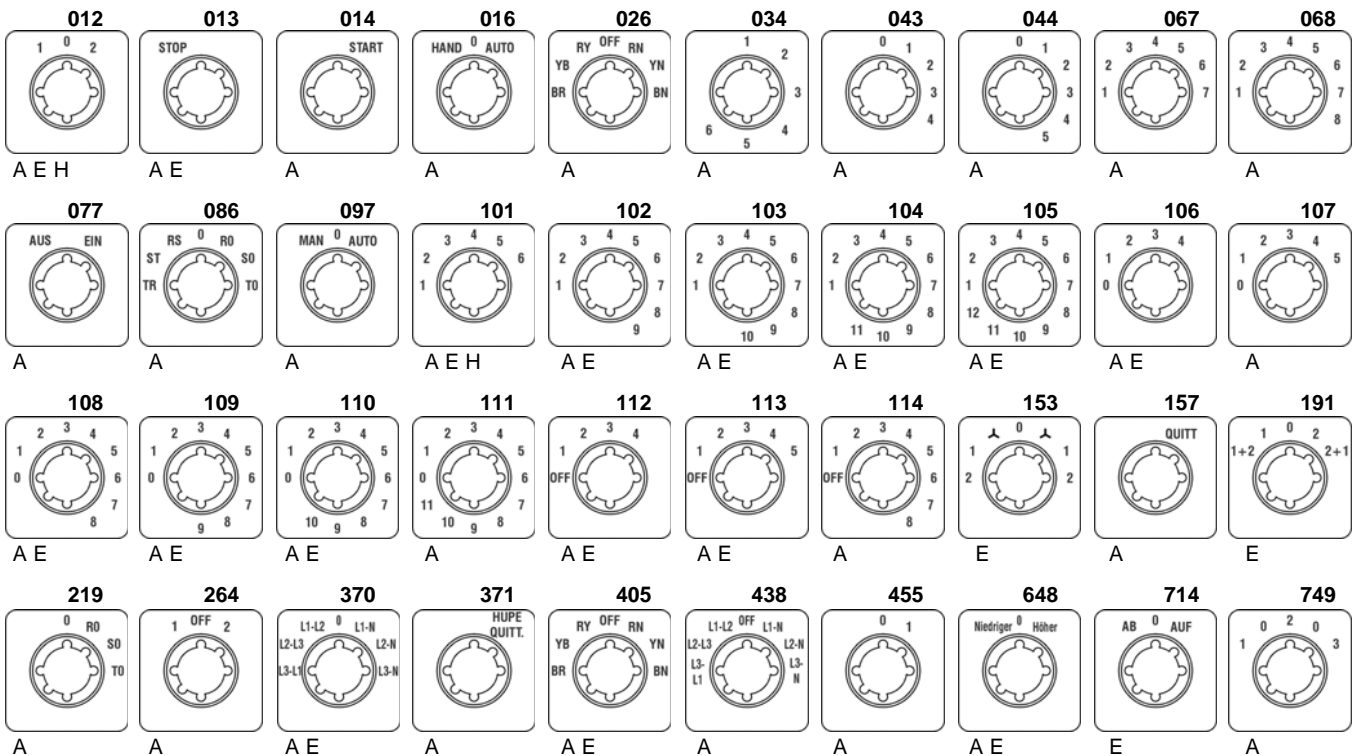 012 013 014 016 026 034 043 044 067 068
1 0 2 STOP START HAND 0 AUTO BR YB RY OFF RN YN BN 1 2 3 4 5 6 0 1 2 3 4 0 1 2 3 4 5 1 2 3 4 5 6 7 1 2 3 4 5 6 7 8
A E H A E A A A A A A A A
077 086 097 101 102 103 104 105 106 107
AUS EIN TR ST RS 0 R0 S0 T0 MAN 0 AUTO 1 2 3 4 5 6 1 2 3 4 5 6 7 8 9 1 2 3 4 5 6 7 8 9 10 1 2 3 4 5 6 7 8 9 10 11 1 2 3 4 5 6 7 8 9 10 11 12 0 1 2 3 4 0 1 2 3 4 5
A A A A E H A E A E A E A E A E A
108 109 110 111 112 113 114 153 157 191
0 1 2 3 4 5 6 7 8 0 1 2 3 4 5 6 7 8 9 0 1 2 3 4 5 6 7 8 9 10 0 1 2 3 4 5 6 7 8 9 10 11 OFF 1 2 3 4 OFF 1 2 3 4 5 OFF 1 2 3 4 5 6 7 8 2 1 0 1 2 QUITT 1+2 1 0 2 2+1
A E A E A E A A E A E A E A E
219 264 370 371 405 438 455 648 714 749
0 R0 S0 T0 1 OFF 2 L3-L1 L2-L3 L1-L2 0 L1-N L2-N L3-N HUPE QUITT. BR YB RY OFF RN YN BN L3-L1 L2-L3 L1-L2 OFF L1-N L2-N L3-N 0 1 Niedriger 0 Höher AB 0 AUF 1 0 2 0 3
A A A E A A E A A A E E A